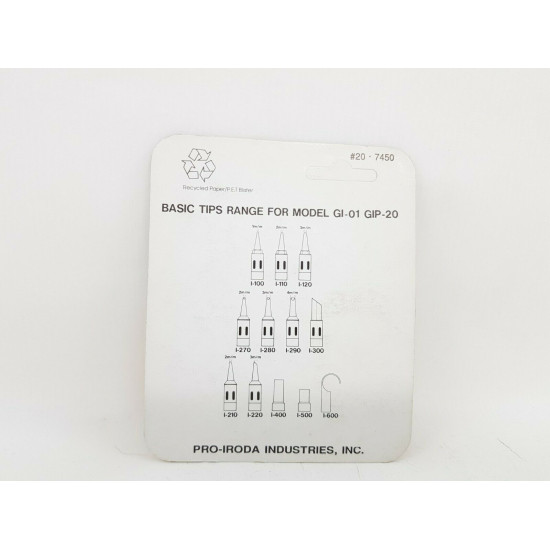 #20 - 7450
Recycled Paper/P.E.T Blister
BASIC TIPS RANGE FOR MODEL GI-01 GIP-20
I-100 I-110 I-120
I-270 I-280 I-290 I-300
I-210 I-220 I-400 I-500 I-600
PRO-IRODA INDUSTRIES, INC.